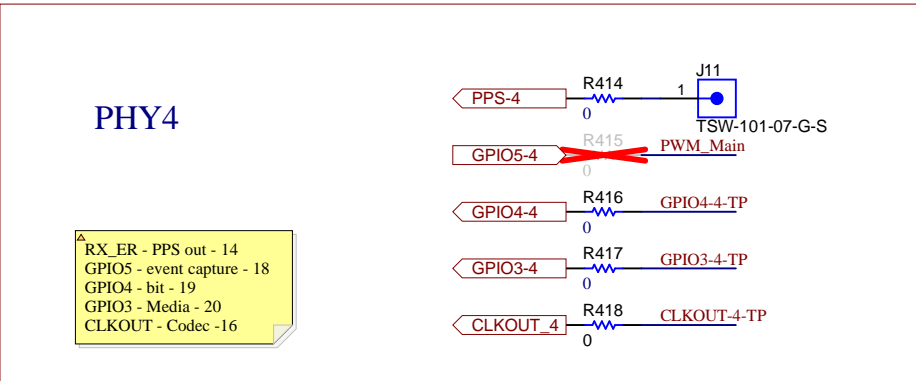 PHY4
RX_ER - PPS out - 14
GPIO5 - event capture - 18
GPIO4 - bit - 19
GPIO3 - Media - 20
CLKOUT - Codec -16
J11
PPS-4 R414 0 1
TSW-101-07-G-S
GPIO5-4 R415 0 PWM_Main
GPIO4-4 R416 0 GPIO4-4-TP
GPIO3-4 R417 0 GPIO3-4-TP
CLKOUT_4 R418 0 CLKOUT-4-TP